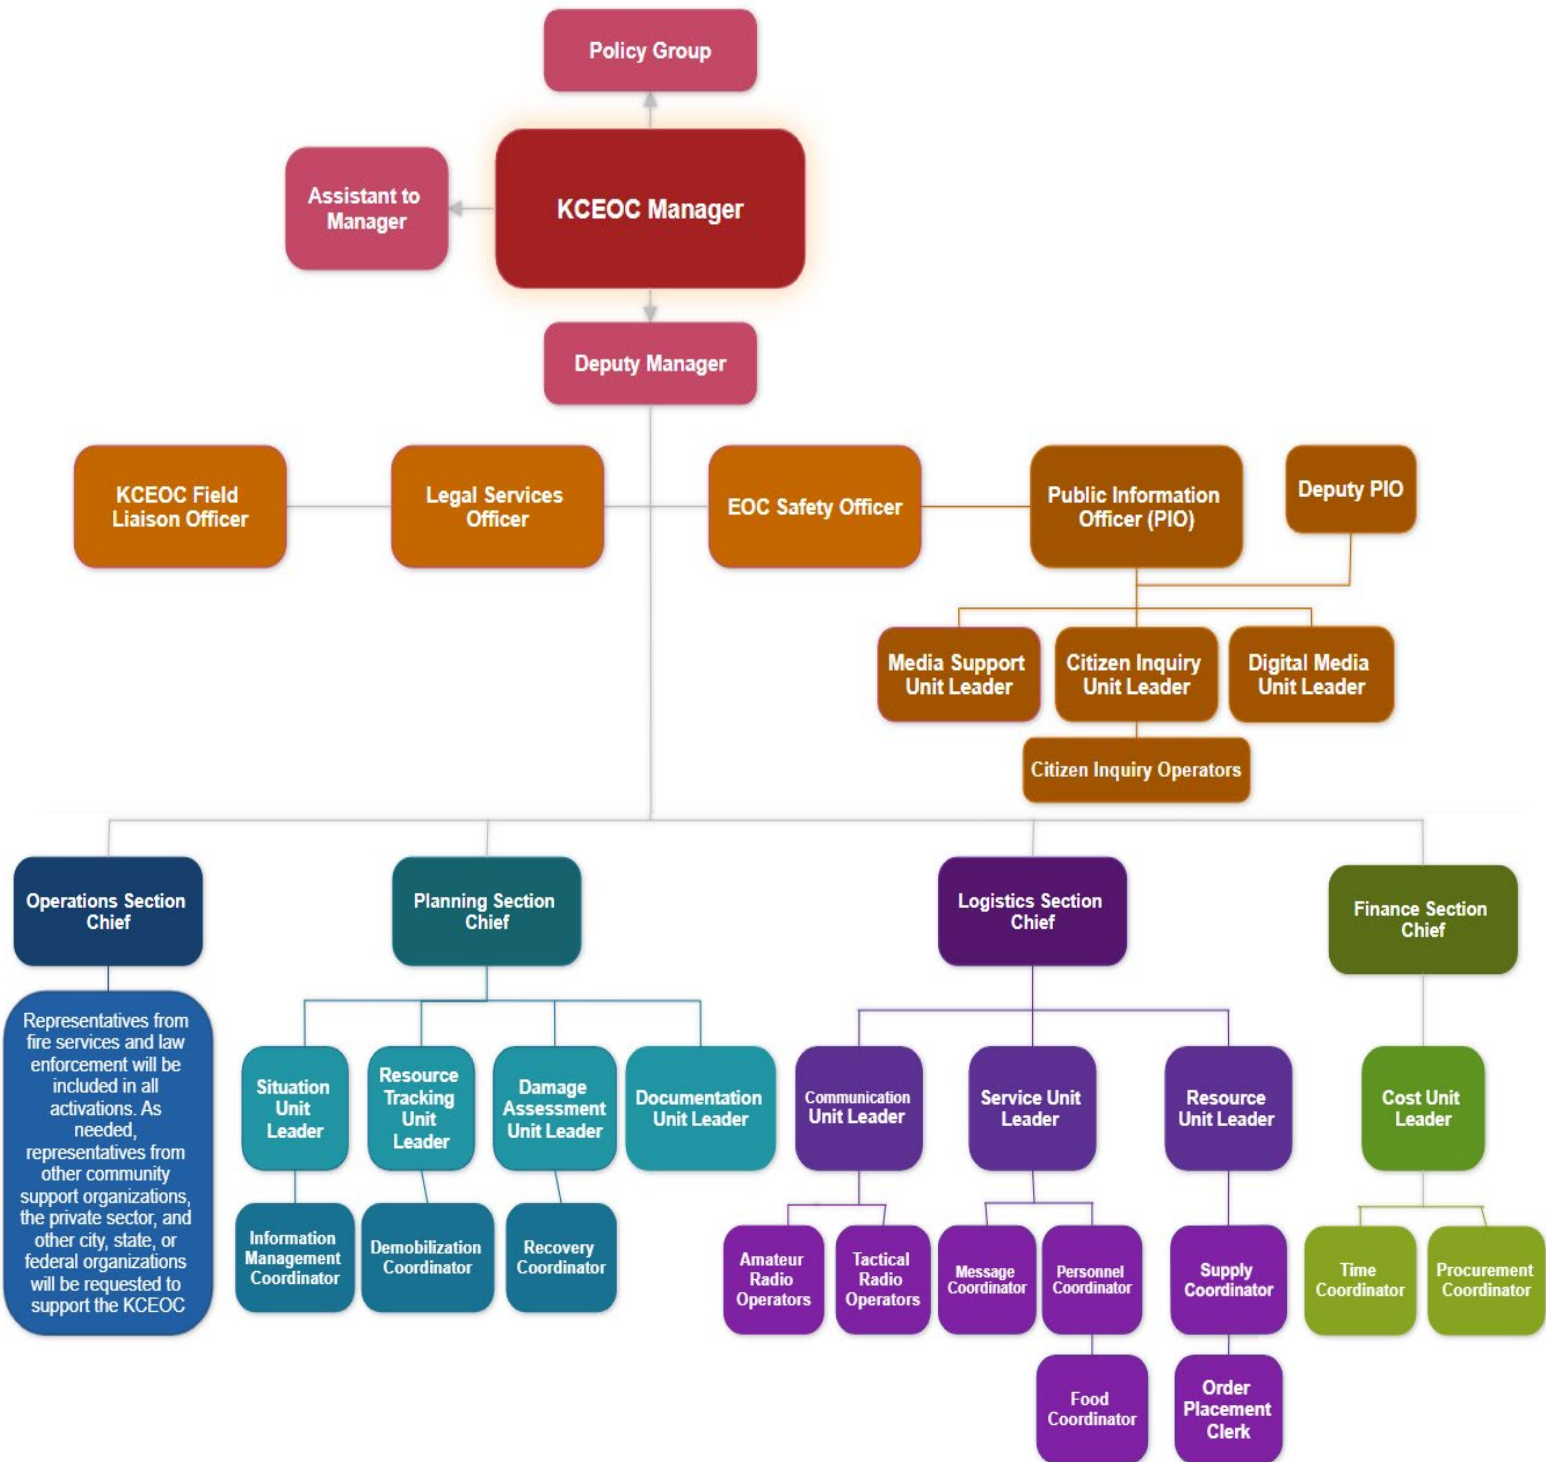 Policy Group
Assistant to
Manager
KCEOC Manager
Deputy Manager
KCEOC Field
Liaison Officer
Legal Services
Officer
EOC Safety Officer
Public Information
Officer (PIO)
Deputy PIO
Media Support
Unit Leader
Citizen Inquiry
Unit Leader
Digital Media
Unit Leader
Citizen Inquiry Operators
Operations Section
Chief
Planning Section
Chief
Logistics Section
Chief
Finance Section
Chief
Representatives from
fire services and law
enforcement will be
included in all
activations. As
needed,
representatives from
other community
support organizations,
the private sector, and
other city, state, or
federal organizations
will be requested to
support the KCEOC
Situation
Unit
Leader
Resource
Tracking
Unit
Leader
Damage
Assessment
Unit Leader
Documentation
Unit Leader
Communication
Unit Leader
Service Unit
Leader
Resource
Unit Leader
Cost Unit
Leader
Information
Management
Coordinator
Demobilization
Coordinator
Recovery
Coordinator
Amateur
Radio
Operators
Tactical
Radio
Operators
Message
Coordinator
Personnel
Coordinator
Supply
Coordinator
Time
Coordinator
Procurement
Coordinator
Food
Coordinator
Order
Placement
Clerk